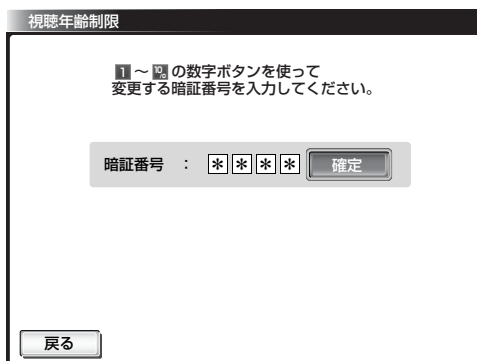 視聴年齢制限
1～10の数字ボタンを使って
変更する暗証番号を入力してください。
暗証番号 : **** 確定
戻る